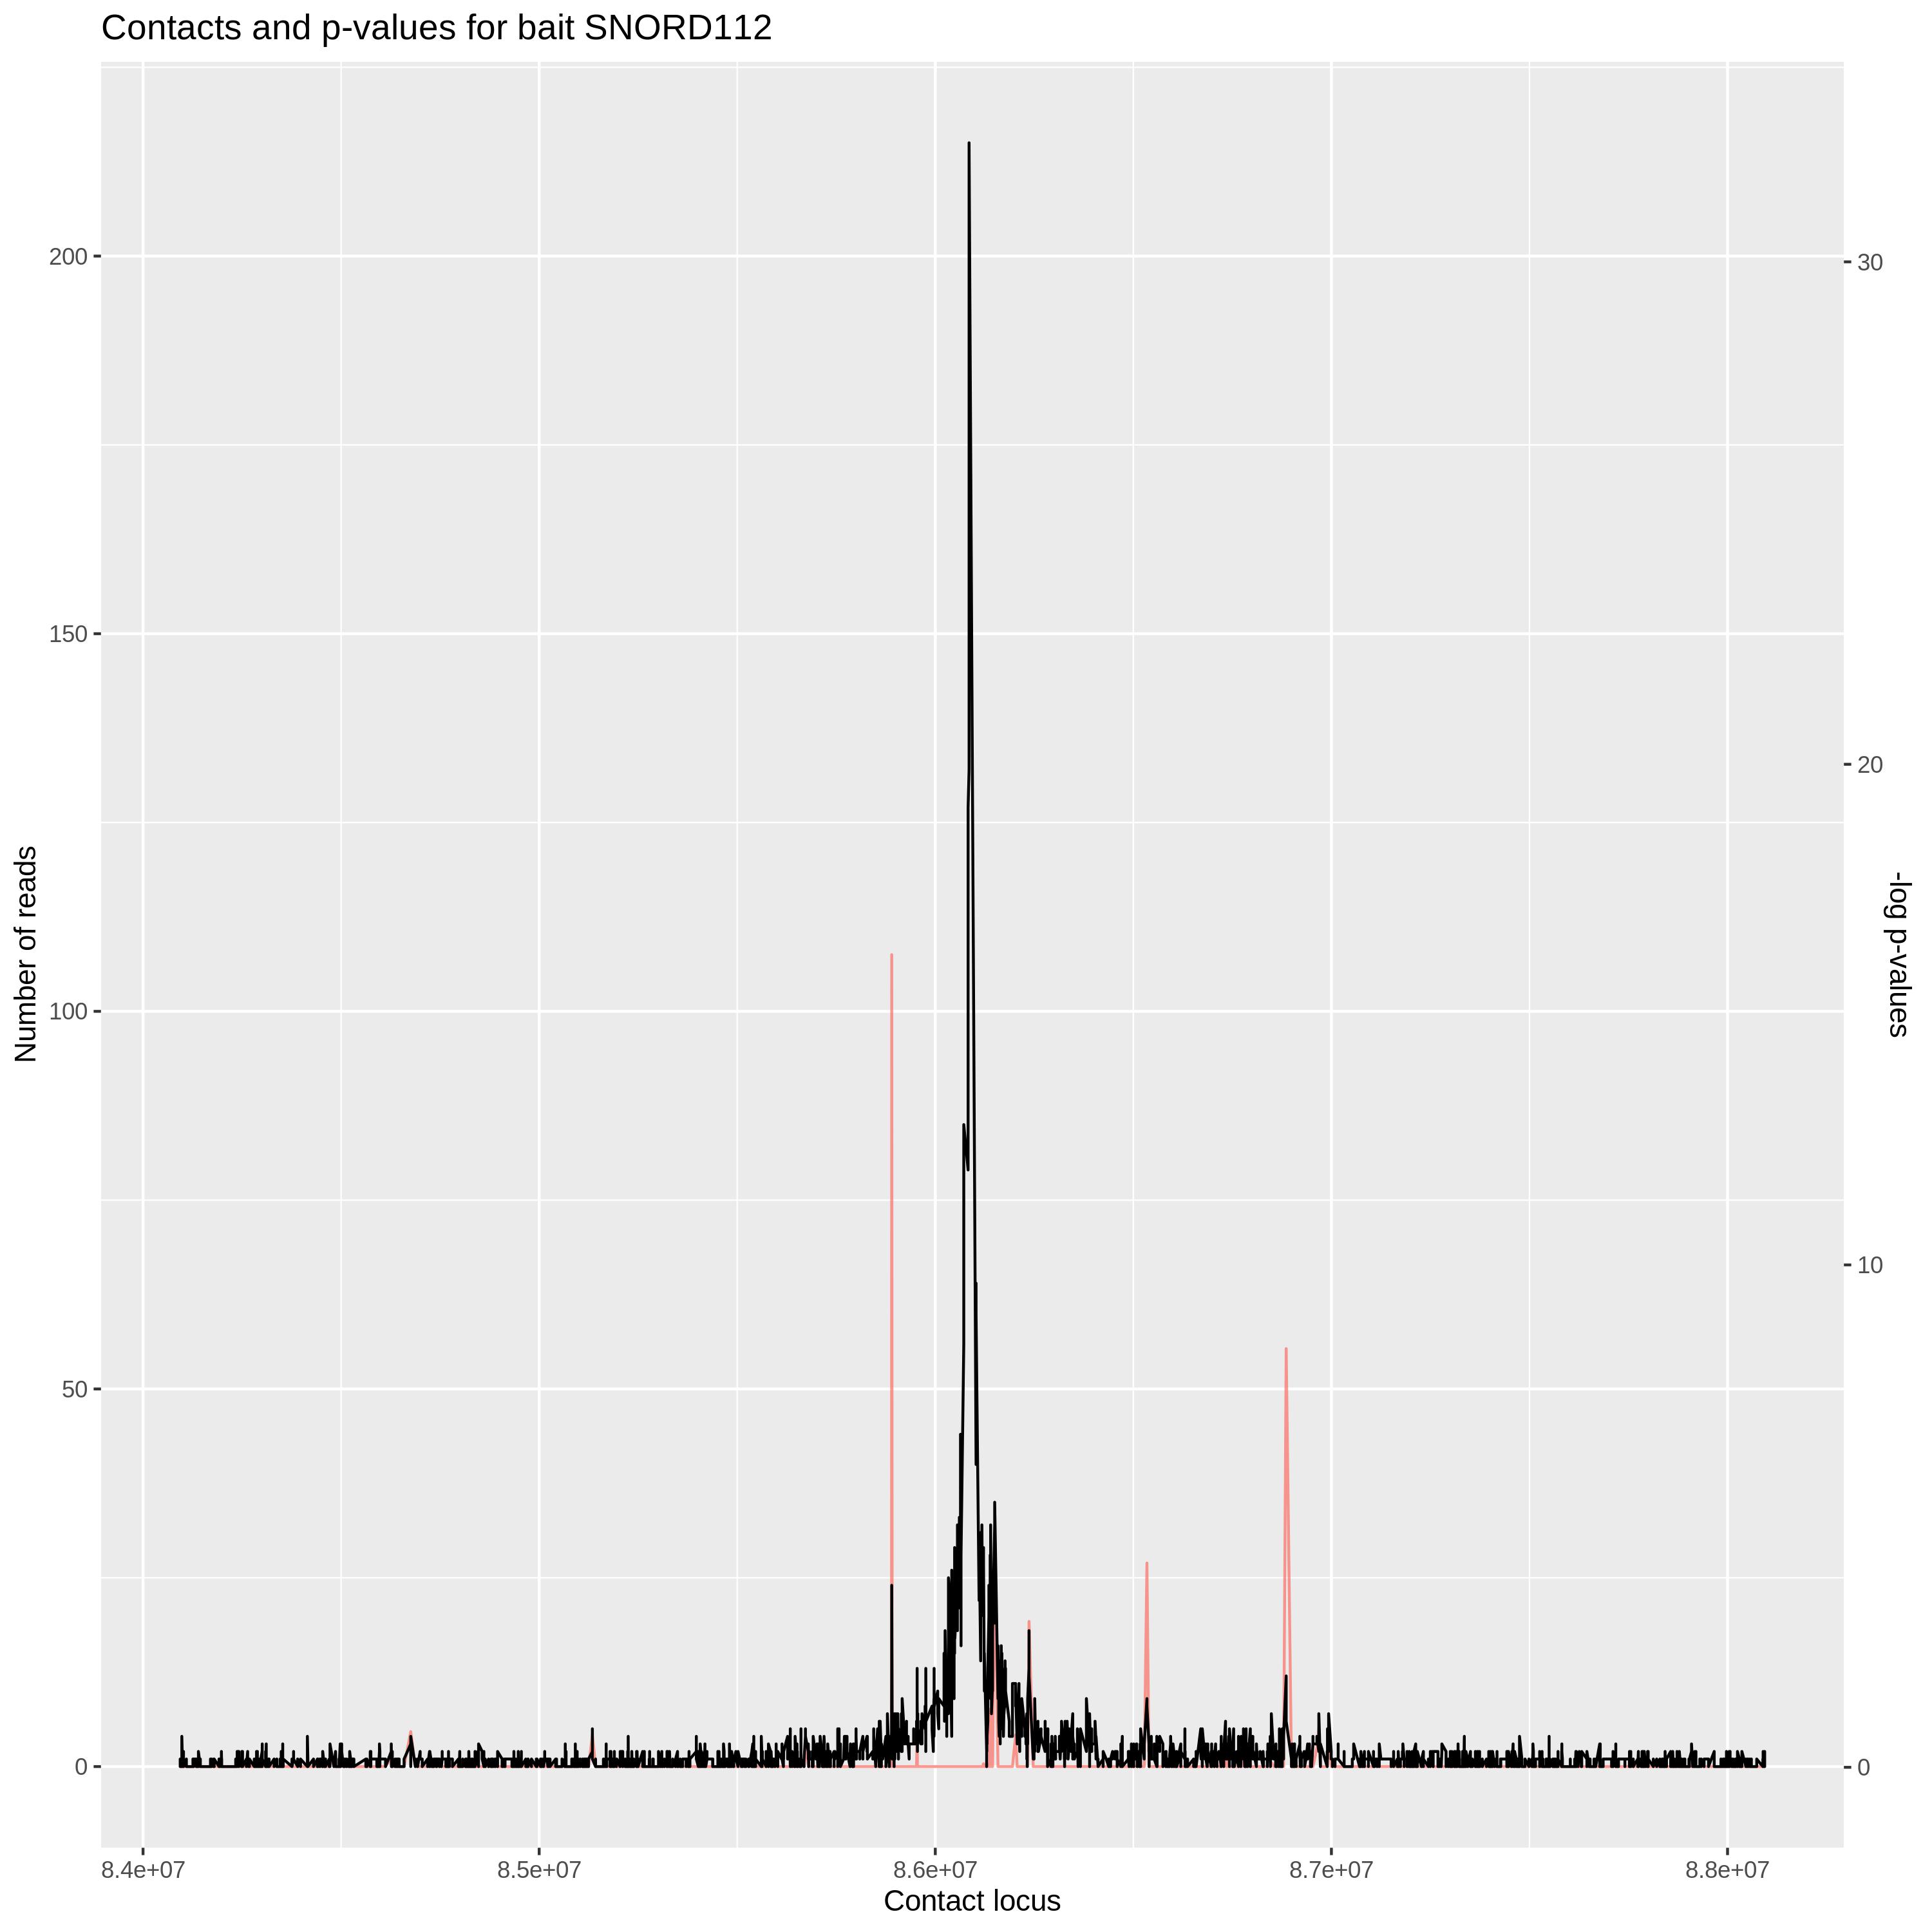 Contacts and p-values for bait SNORD112
200
150
100
50
0
30
20
10
0
Number of reads
-log p-values
8.4e+07
8.5e+07
8.6e+07
8.7e+07
8.8e+07
Contact locus